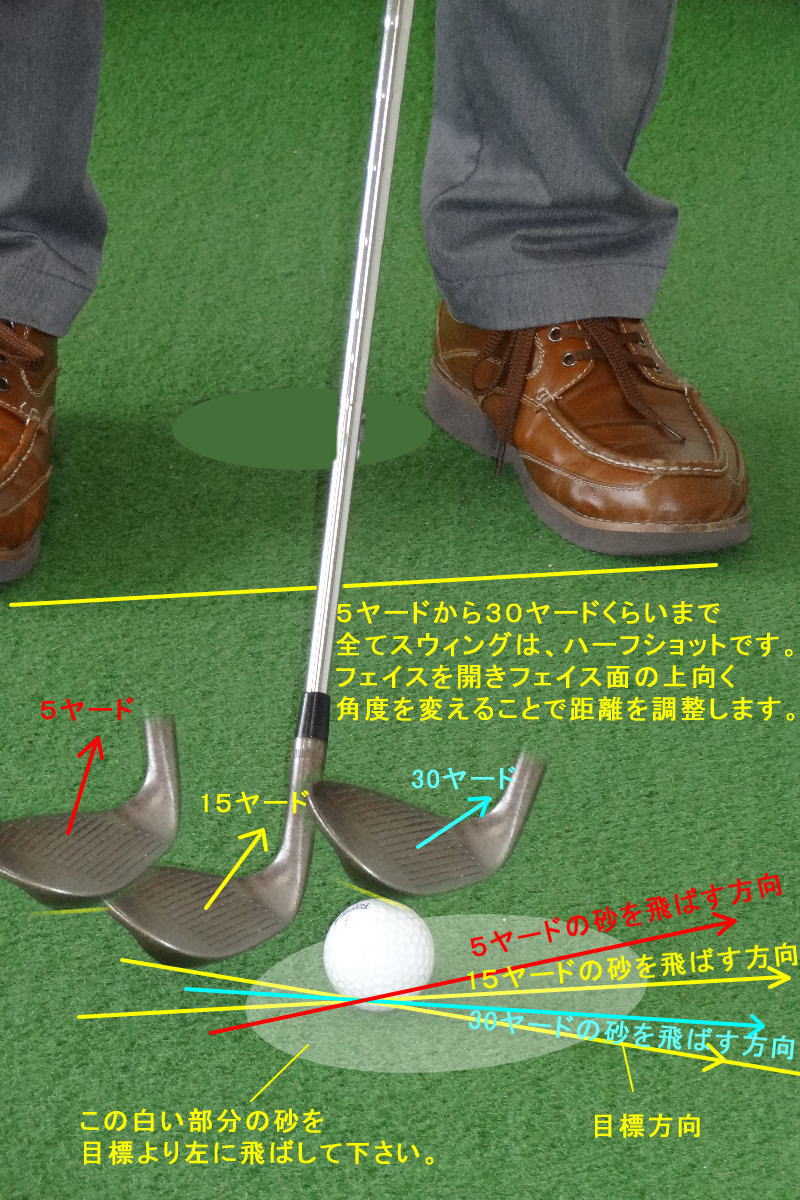 5ヤードから30ヤードくらいまで
全てスウィングは、ハーフショットです。
フェイスを開きフェイス面の上向く
角度を変えることで距離を調整します。
5ヤード
15ヤード
30ヤード
5ヤードの砂を飛ばす方向
15ヤードの砂を飛ばす方向
30ヤードの砂を飛ばす方向
この白い部分の砂を
目標より左に飛ばして下さい。
目標方向